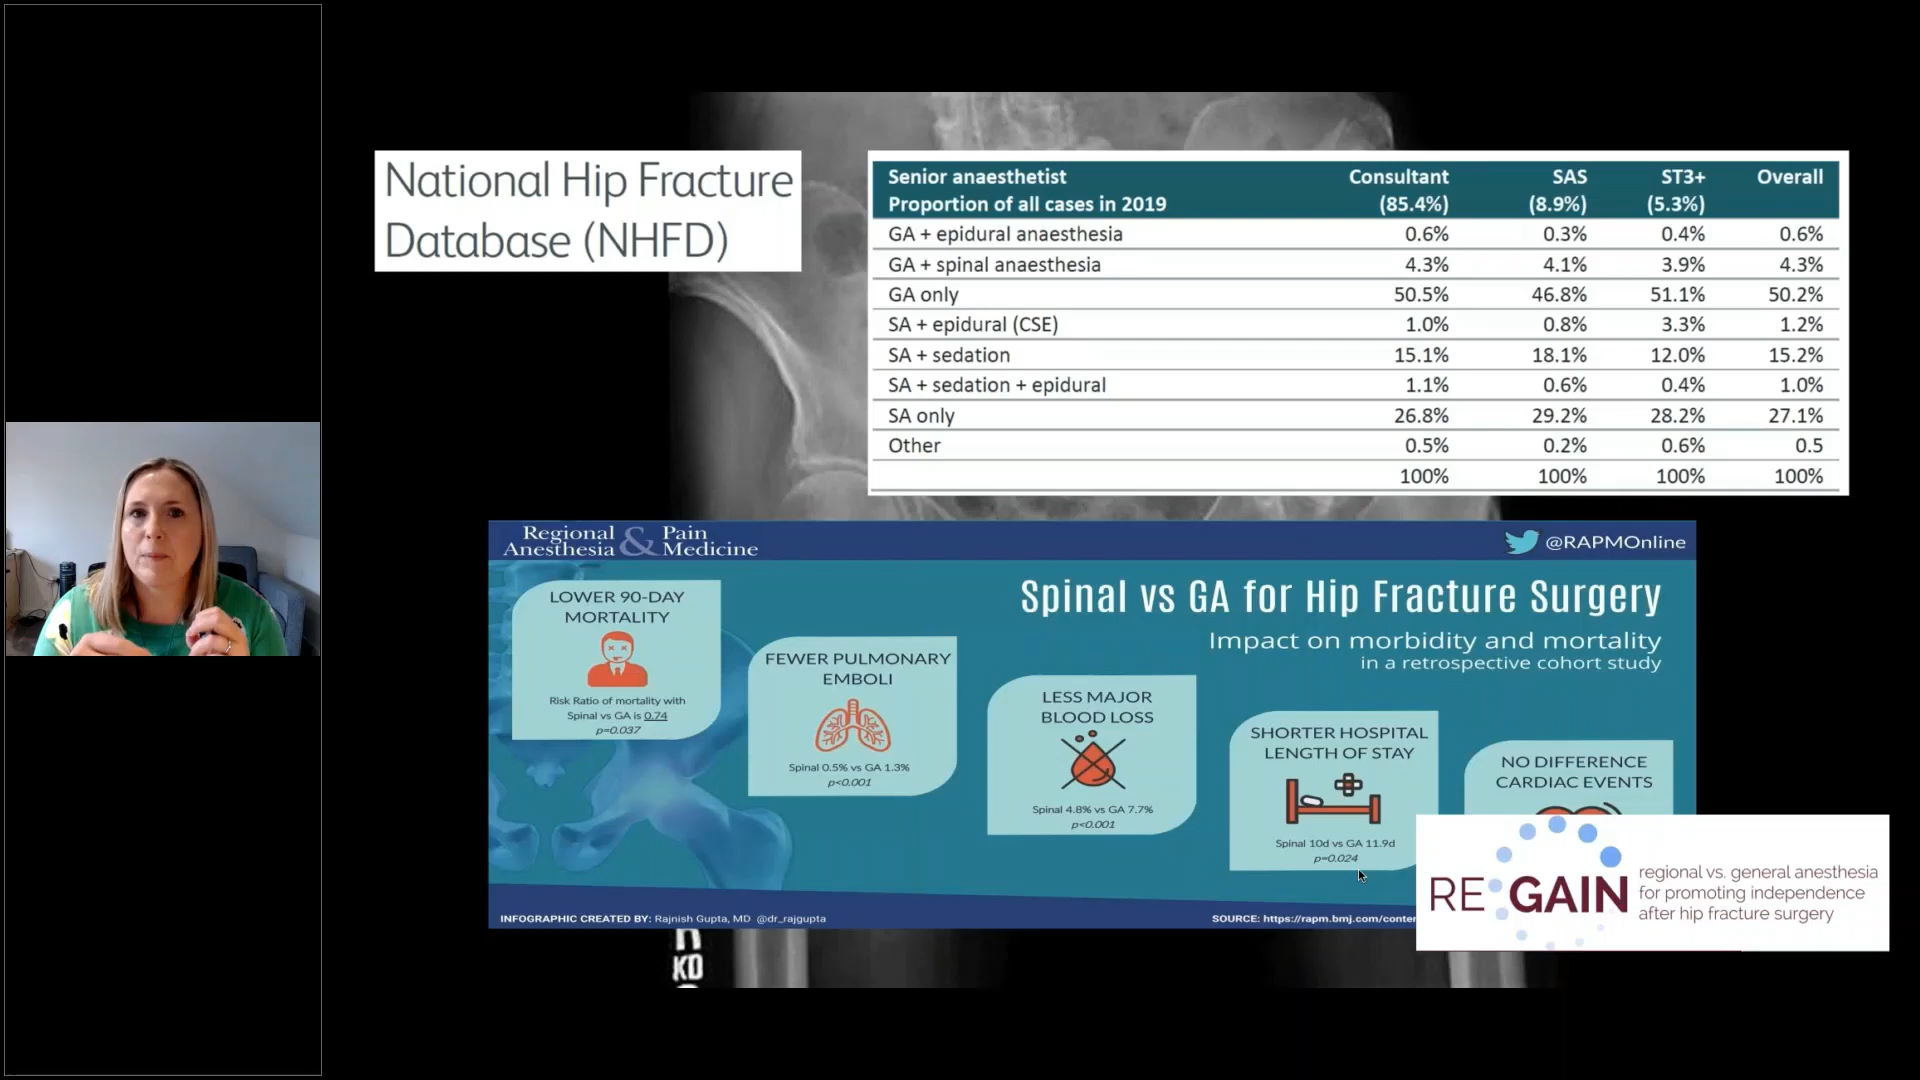 National Hip Fracture
Database (NHFD)
Senior anaesthetist Consultant SAS ST3+ Overall
Proportion of all cases in 2019 (85.4%) (8.9%) (5.3%)
GA + epidural anaesthesia 0.6% 0.3% 0.4% 0.6%
GA + spinal anaesthesia 4.3% 4.1% 3.9% 4.3%
GA only 50.5% 46.8% 51.1% 50.2%
SA + epidural (CSE) 1.0% 0.8% 3.3% 1.2%
SA + sedation 15.1% 18.1% 12.0% 15.2%
SA + sedation + epidural 1.1% 0.6% 0.4% 1.0%
SA only 26.8% 29.2% 28.2% 27.1%
Other 0.5% 0.2% 0.6% 0.5
100% 100% 100% 100%
Regional & Pain
Anesthesia Medicine
@RAPMOnline
Spinal vs GA for Hip Fracture Surgery
Impact on morbidity and mortality
in a retrospective cohort study
LOWER 90-DAY
MORTALITY
Risk Ratio of mortality with
Spinal vs GA is 0.74
p=0.037
FEWER PULMONARY
EMBOLI
Spinal 0.5% vs GA 1.3%
p<0.001
LESS MAJOR
BLOOD LOSS
Spinal 4.8% vs GA 7.7%
p<0.001
SHORTER HOSPITAL
LENGTH OF STAY
Spinal 10d vs GA 11.9d
p=0.024
NO DIFFERENCE
CARDIAC EVENTS
INFOGRAPHIC CREATED BY: Rajnish Gupta, MD @dr_rajgupta
SOURCE: https://rapm.bmj.com/conter
REGAIN
regional vs. general anesthesia
for promoting independence
after hip fracture surgery
KO